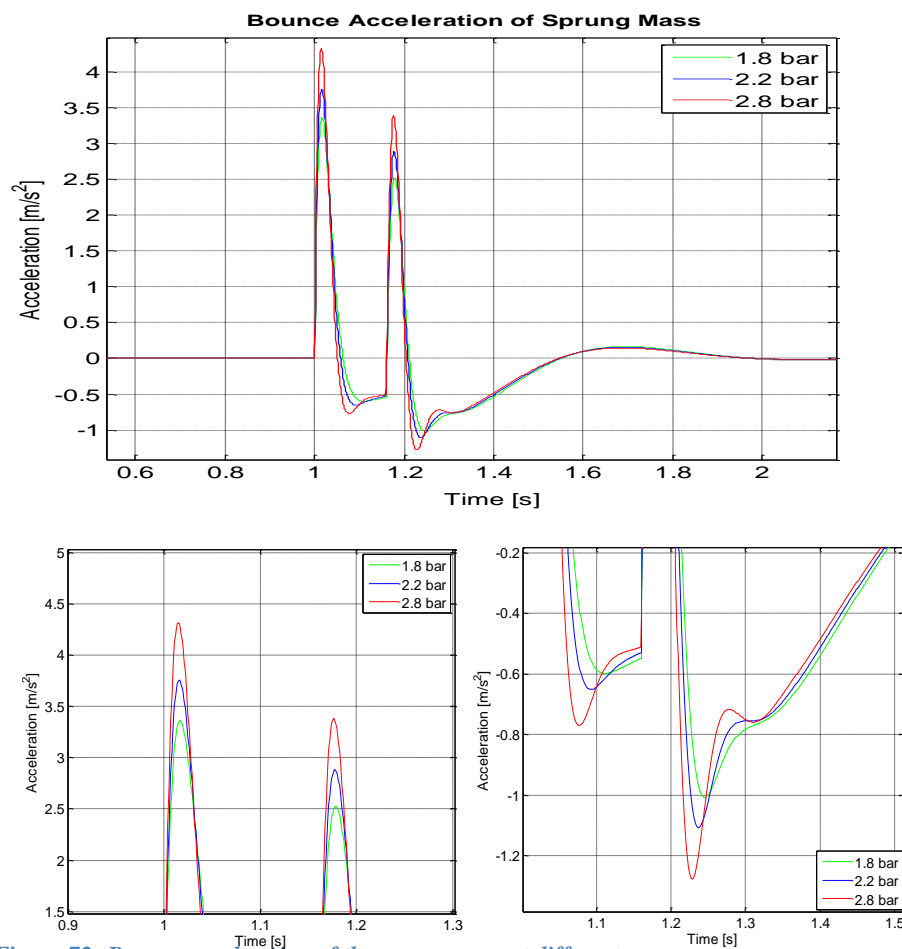 Bounce Acceleration of Sprung Mass
Acceleration [m/s²]
4
3.5
3
2.5
2
1.5
1
0.5
0
-0.5
-1
1.8 bar
2.2 bar
2.8 bar
0.6 0.8 1 1.2 1.4 1.6 1.8 2
Time [s]
Acceleration [m/s²]
5
4.5
4
3.5
3
2.5
2
1.5
1.8 bar
2.2 bar
2.8 bar
0.9 1 1.1 1.2 1.3
Time [s]
Acceleration [m/s²]
-0.2
-0.4
-0.6
-0.8
-1
-1.2
1.8 bar
2.2 bar
2.8 bar
1.1 1.2 1.3 1.4 1.5
Time [s]